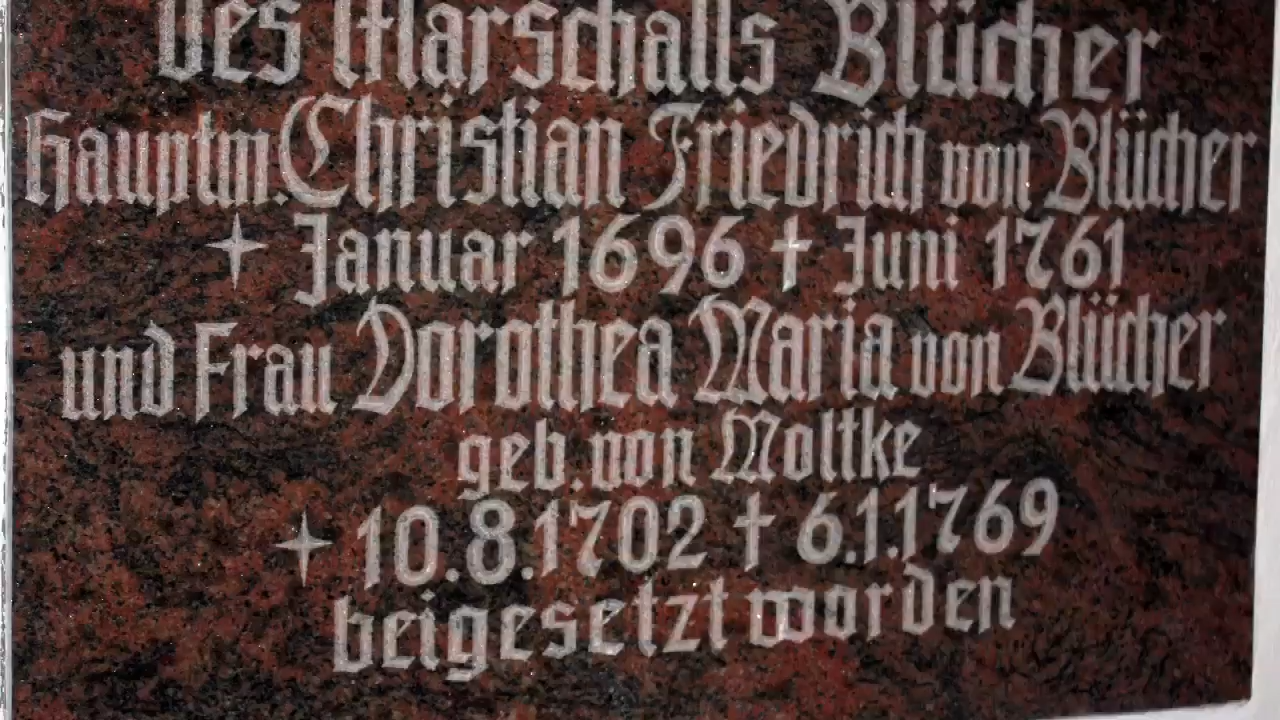 des Marschalls Blücher
Hauptm. Christian Friedrich von Blücher
✦ Januar 1696 † Juni 1761
und Frau Dorothea Maria von Blücher
geb. von Moltke
✦ 10.8.1702 † 6.1.1769
beigesetzt worden